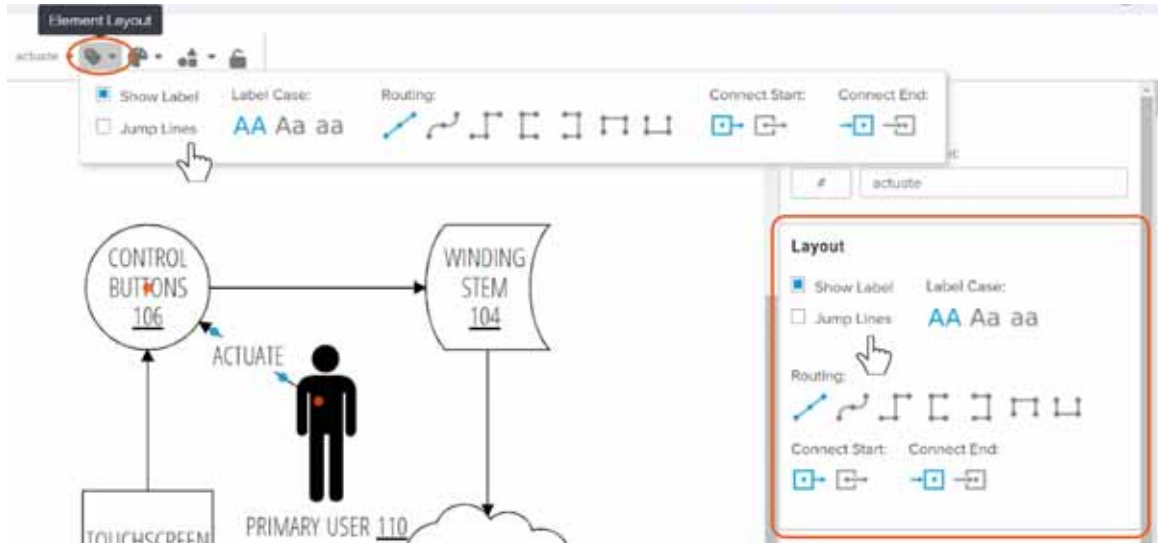 Element Layout
actuate
Show Label
Label Case:
Routing:
Connect Start:
Connect End:
Jump Lines
AA Aa aa
#
actuate
CONTROL
BUTTONS
106
WINDING
STEM
104
ACTUATE
PRIMARY USER 110
TOUCHSCREEN
Layout
Show Label
Label Case:
Jump Lines
AA Aa aa
Routing:
Connect Start:
Connect End: